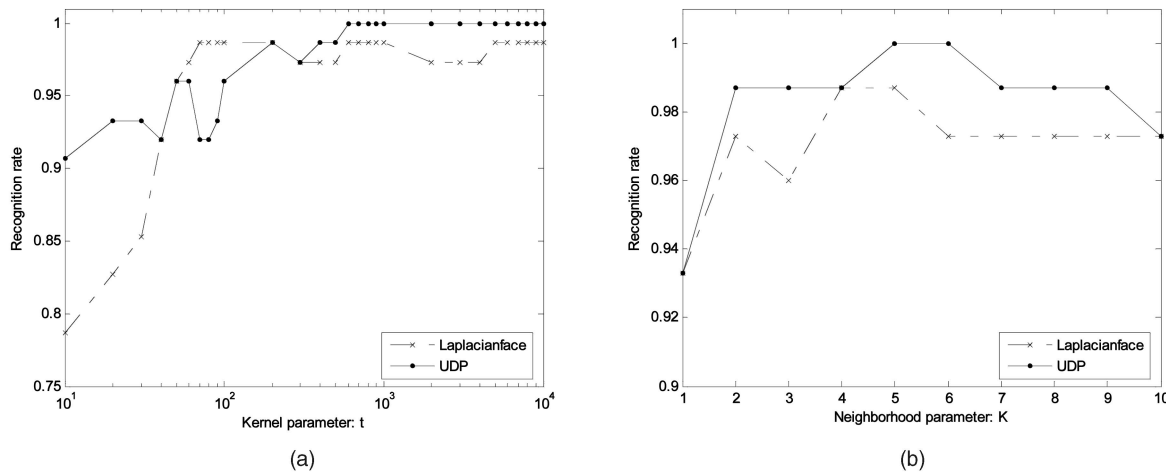 1
0.95
0.9
0.85
0.8
0.75
Recognition rate
10^1
10^2
10^3
10^4
Kernel parameter: t
Laplacianface
UDP
(a)
1
0.98
0.96
0.94
0.92
0.9
Recognition rate
1 2 3 4 5 6 7 8 9 10
Neighborhood parameter: K
Laplacianface
UDP
(b)